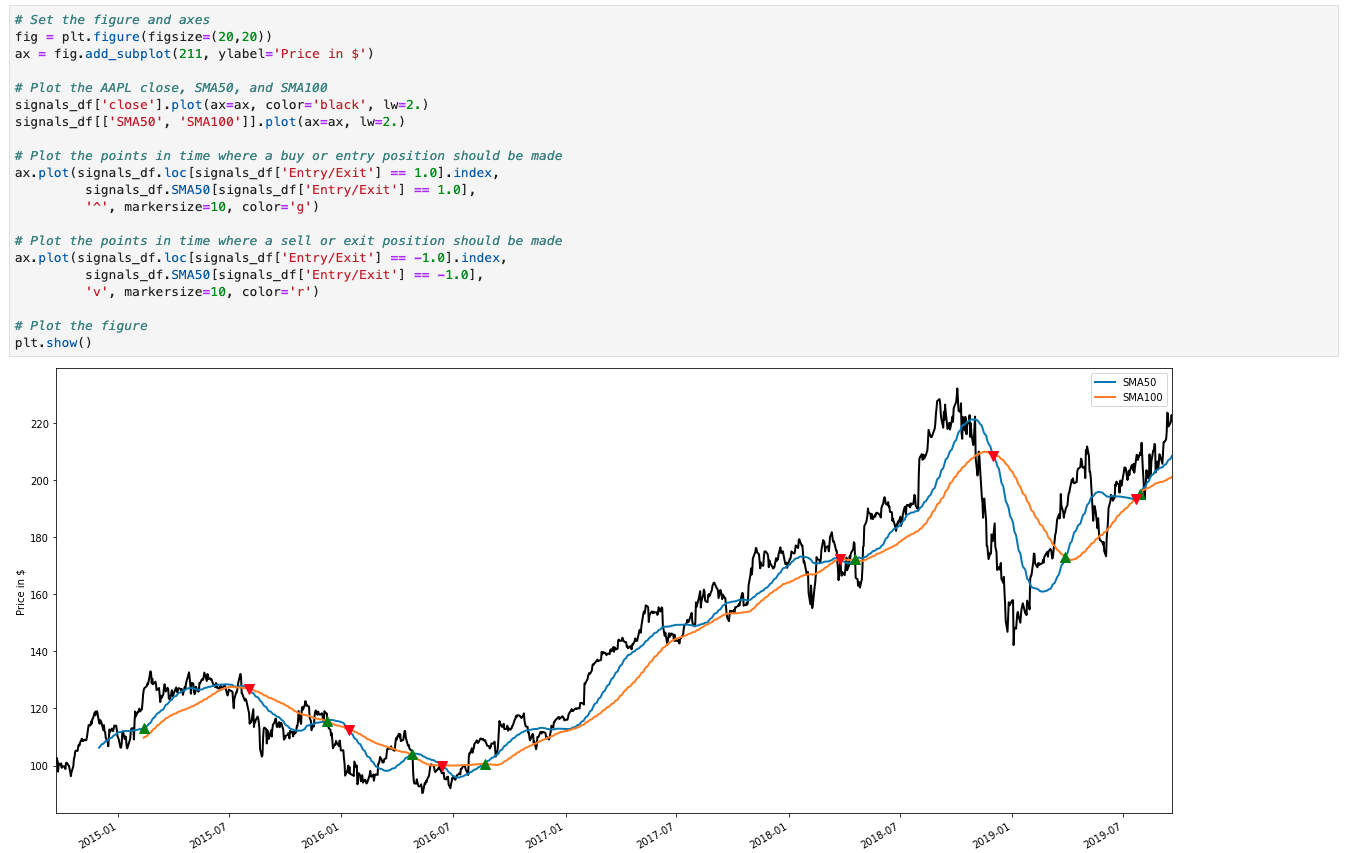 # Set the figure and axes
fig = plt.figure(figsize=(20,20))
ax = fig.add_subplot(211, ylabel='Price in $')

# Plot the AAPL close, SMA50, and SMA100
signals_df['close'].plot(ax=ax, color='black', lw=2.)
signals_df[['SMA50', 'SMA100']].plot(ax=ax, lw=2.)

# Plot the points in time where a buy or entry position should be made
ax.plot(signals_df.loc[signals_df['Entry/Exit'] == 1.0].index,
         signals_df.SMA50[signals_df['Entry/Exit'] == 1.0],
         '^', markersize=10, color='g')

# Plot the points in time where a sell or exit position should be made
ax.plot(signals_df.loc[signals_df['Entry/Exit'] == −1.0].index,
         signals_df.SMA50[signals_df['Entry/Exit'] == −1.0],
         'v', markersize=10, color='r')

# Plot the figure
plt.show()
SMA50
SMA100
220
200
180
160
140
120
100
Price in $
2015-01
2015-07
2016-01
2016-07
2017-01
2017-07
2018-01
2018-07
2019-01
2019-07